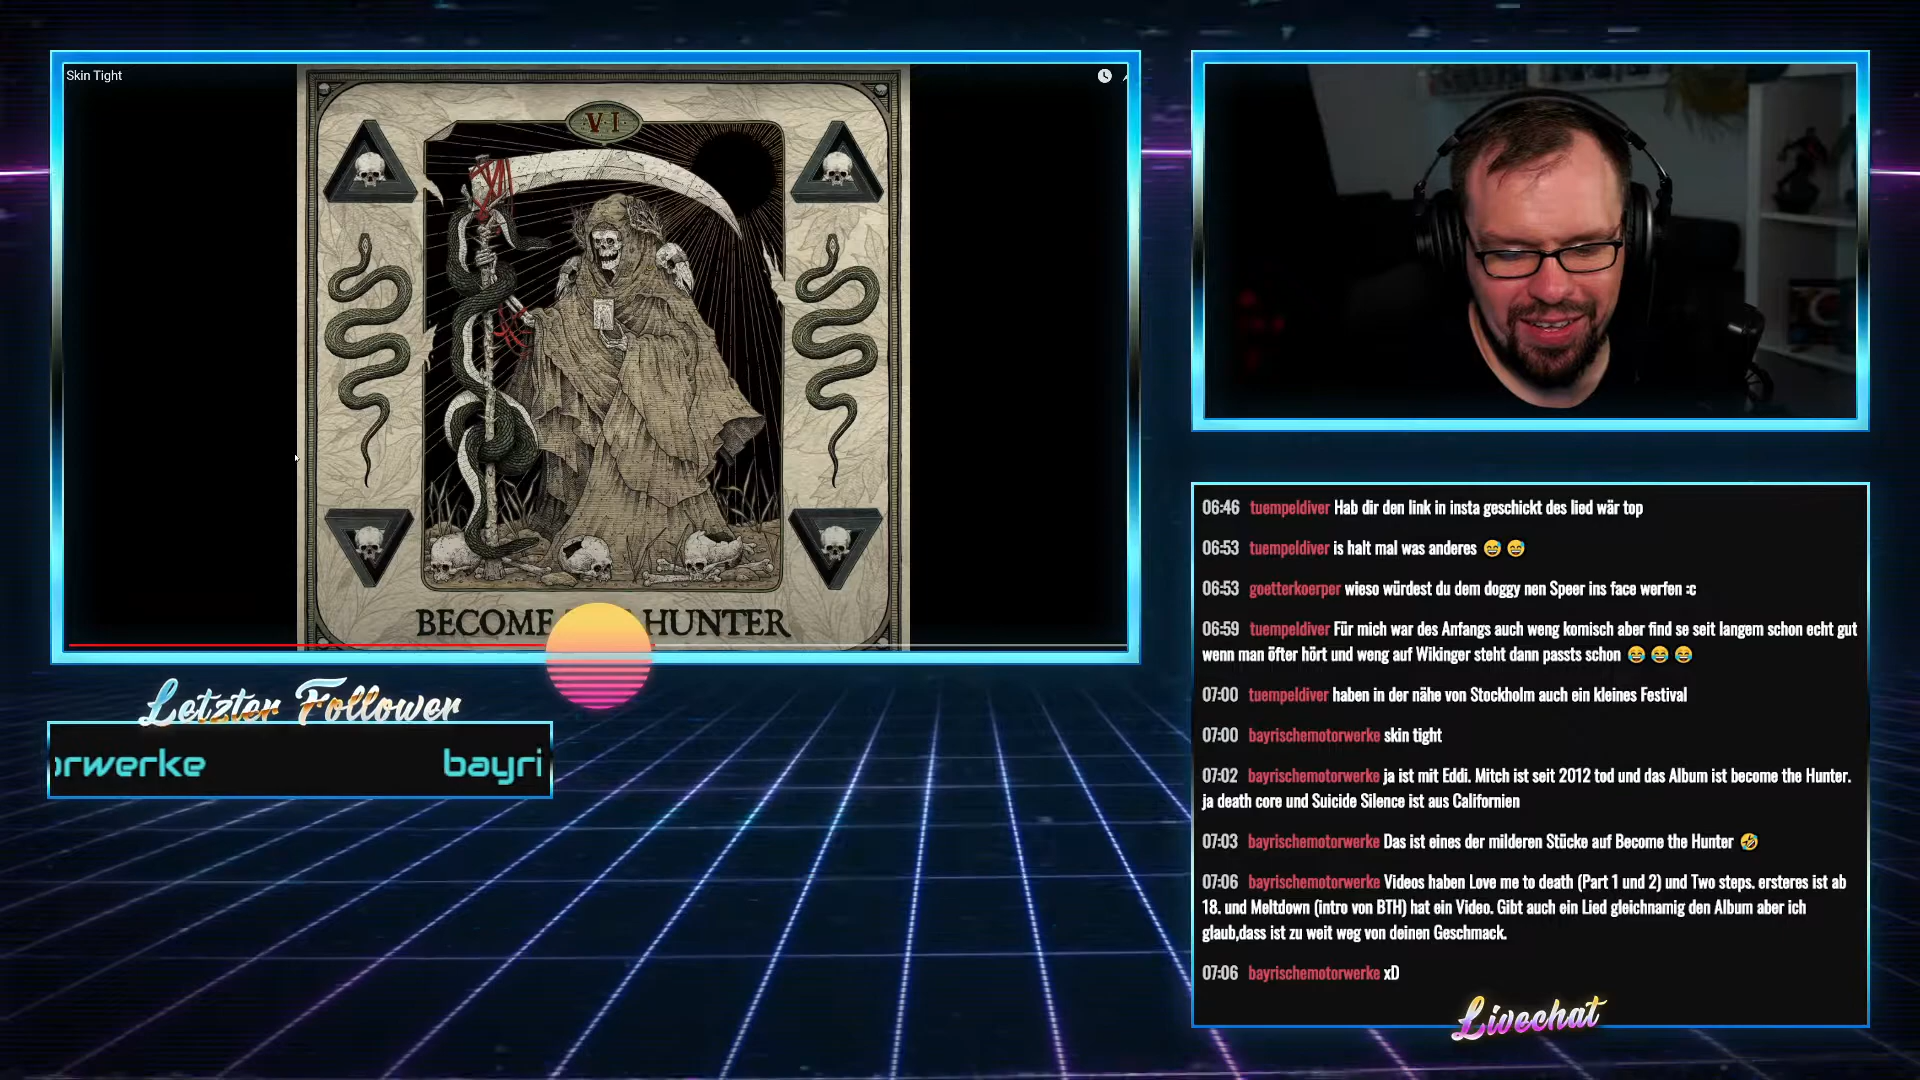 Skin Tight
VI
BECOME HUNTER
Letzter Follower
orwerke bayri
06:46 tuempeldiver Hab dir den link in insta geschickt des lied wär top
06:53 tuempeldiver is halt mal was anderes 😅 😅
06:53 goetterkoerper wieso würdest du dem doggy nen Speer ins face werfen :c
06:59 tuempeldiver Für mich war des Anfangs auch weng komisch aber find se seit langem schon echt gut
wenn man öfter hört und weng auf Wikinger steht dann passts schon 😂 😂 😂
07:00 tuempeldiver haben in der nähe von Stockholm auch ein kleines Festival
07:00 bayrischemotorwerke skin tight
07:02 bayrischemotorwerke ja ist mit Eddi. Mitch ist seit 2012 tod und das Album ist become the Hunter.
ja death core und Suicide Silence ist aus Californien
07:03 bayrischemotorwerke Das ist eines der milderen Stücke auf Become the Hunter 🤣
07:06 bayrischemotorwerke Videos haben Love me to death (Part 1 und 2) und Two steps. ersteres ist ab
18. und Meltdown (intro von BTH) hat ein Video. Gibt auch ein Lied gleichnamig den Album aber ich
glaub,dass ist zu weit weg von deinen Geschmack.
07:06 bayrischemotorwerke xD
Livechat